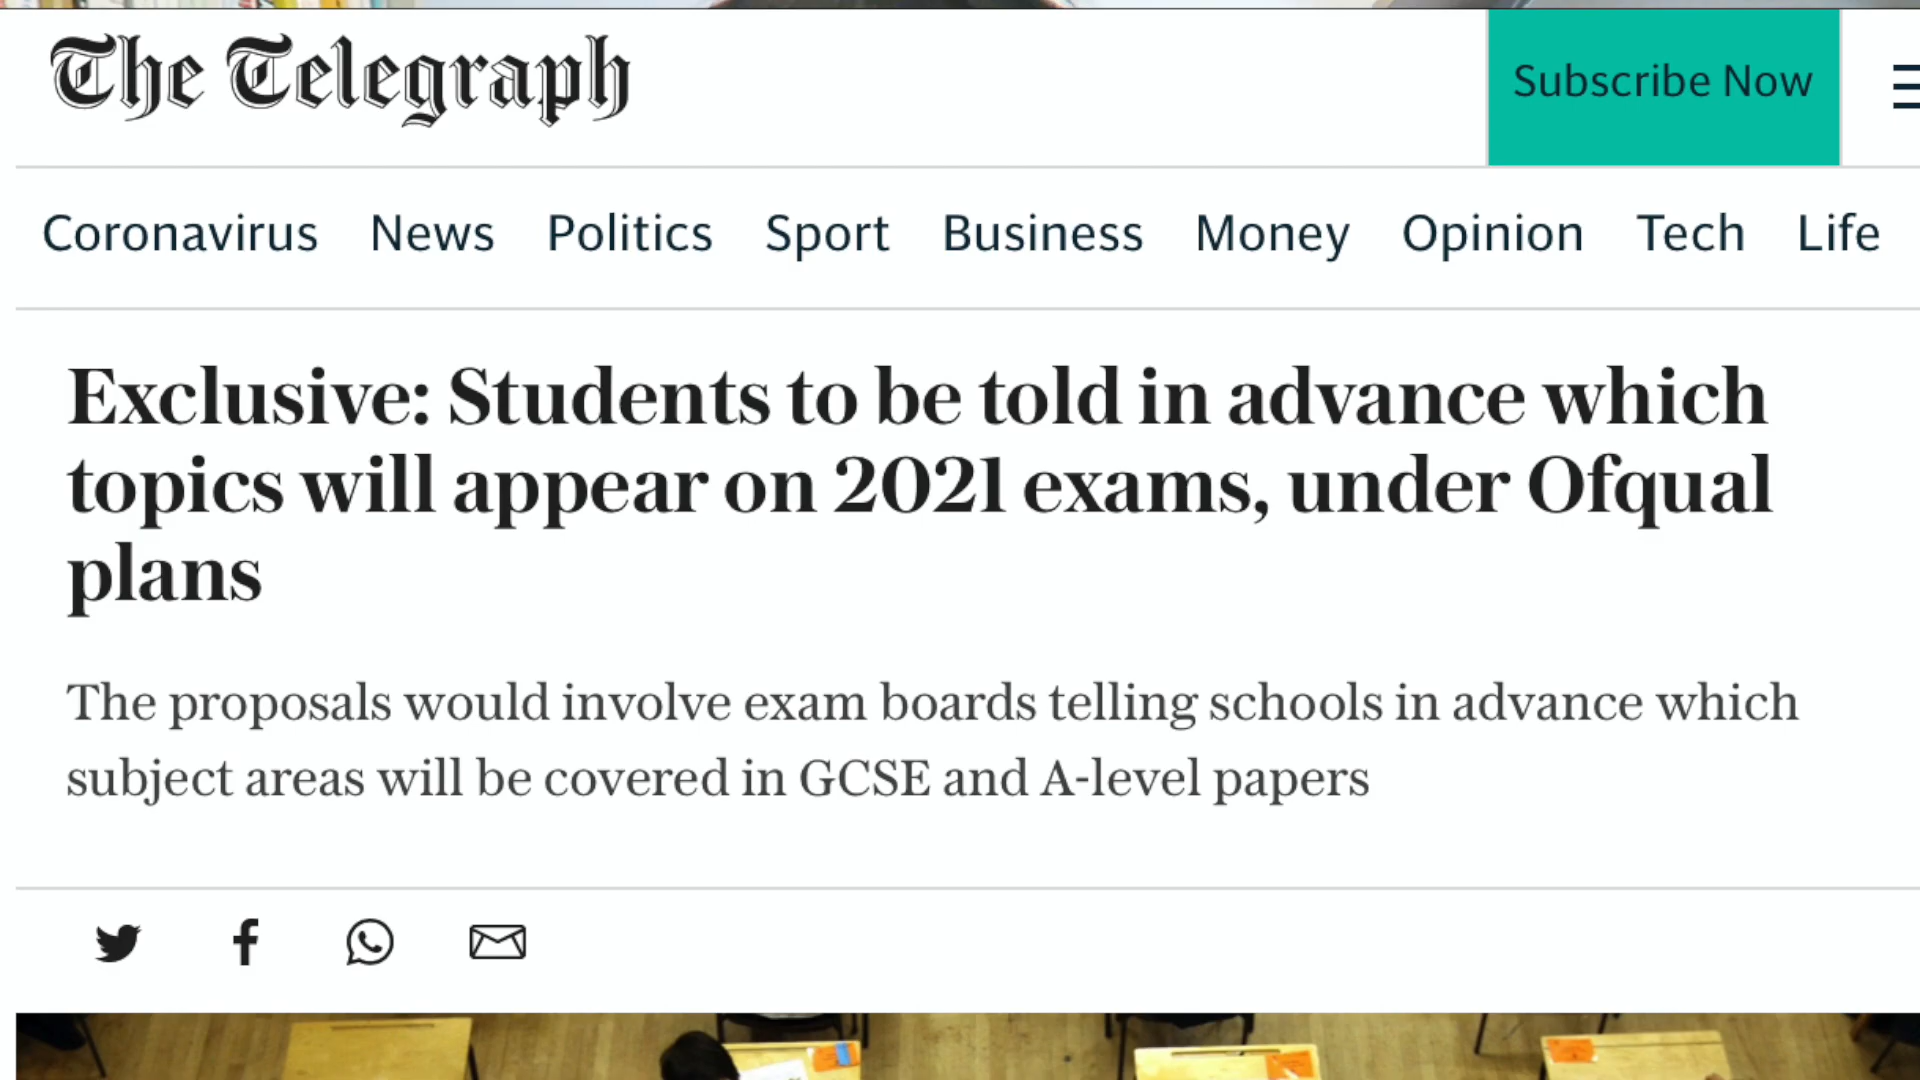 The Telegraph
Subscribe Now
Coronavirus News Politics Sport Business Money Opinion Tech Life
Exclusive: Students to be told in advance which
topics will appear on 2021 exams, under Ofqual
plans
The proposals would involve exam boards telling schools in advance which
subject areas will be covered in GCSE and A-level papers